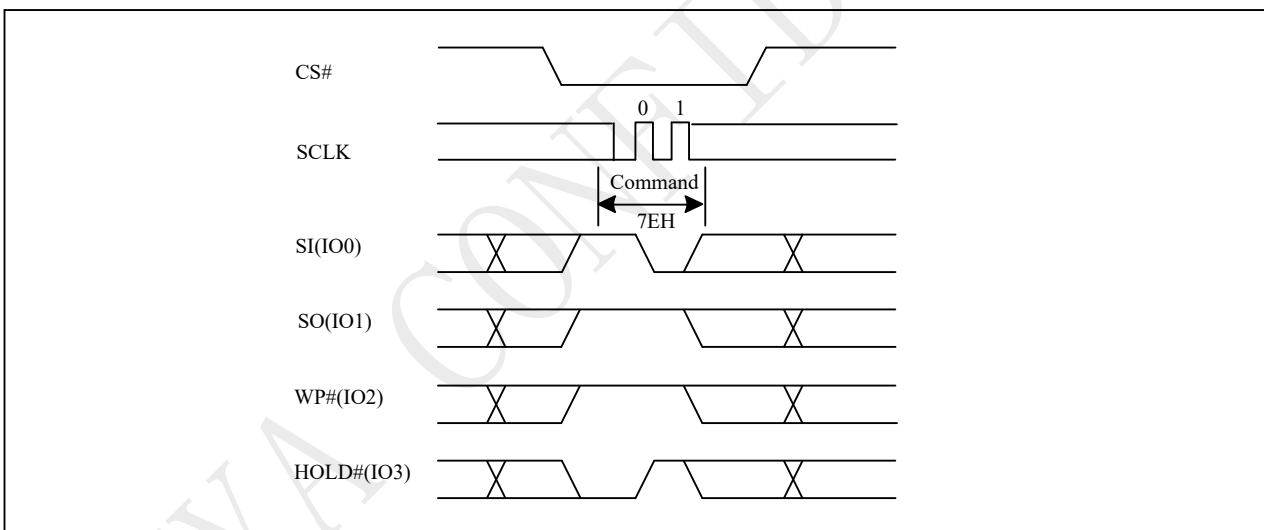 CS#
0 1
SCLK
Command
7EH
SI(IO0)
SO(IO1)
WP#(IO2)
HOLD#(IO3)